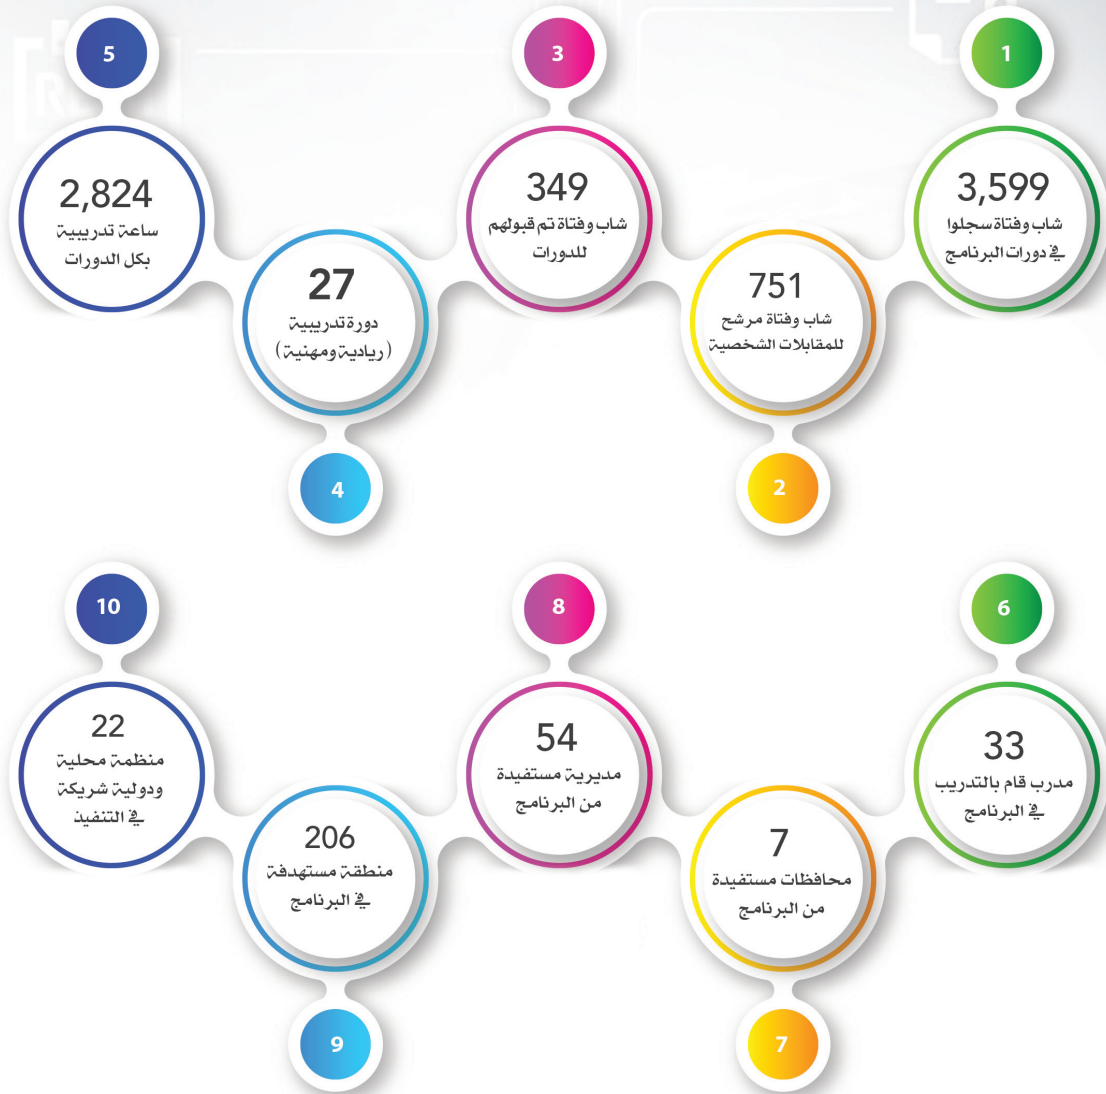 1
3,599
شاب وفتاة سجلوا
في دورات البرنامج
2
751
شاب وفتاة مرشح
للمقابلات الشخصية
3
349
شاب وفتاة تم قبولهم
للدورات
4
27
دورة تدريبية
(ريادية ومهنية)
5
2,824
ساعة تدريبية
بكل الدورات
6
33
مدرب قام بالتدريب
في البرنامج
7
7
محافظات مستفيدة
من البرنامج
8
54
مديرية مستفيدة
من البرنامج
9
206
منطقة مستهدفة
في البرنامج
10
22
منظمة محلية
ودولية شريكة
في التنفيذ